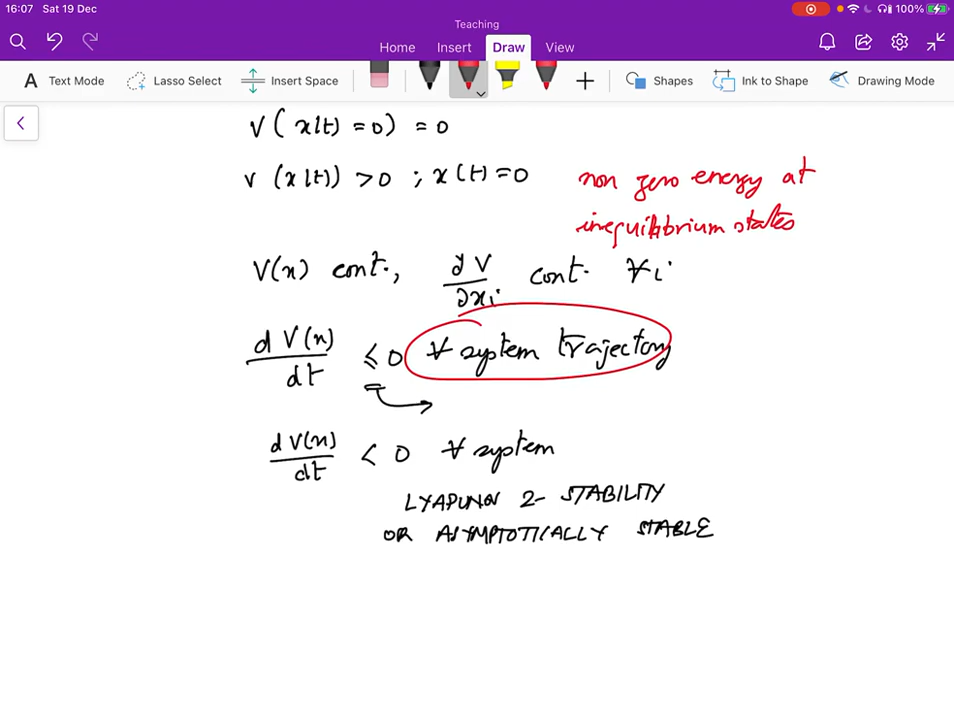 16:07 Sat 19 Dec
100%
Teaching
Home Insert Draw View
Text Mode Lasso Select Insert Space Shapes Ink to Shape Drawing Mode
V ( x(t) = 0 ) = 0
V (x(t)) > 0 ; x(t) = 0 non zero energy at
inequilibrium states
V(x) cont., ∂V/∂xi cont. ∀i
d V(x)/dt ≤ 0 ∀ system trajectory
d V(x)/dt < 0 ∀ system
LYAPUNOV 2- STABILITY
OR ASYMPTOTICALLY STABLE